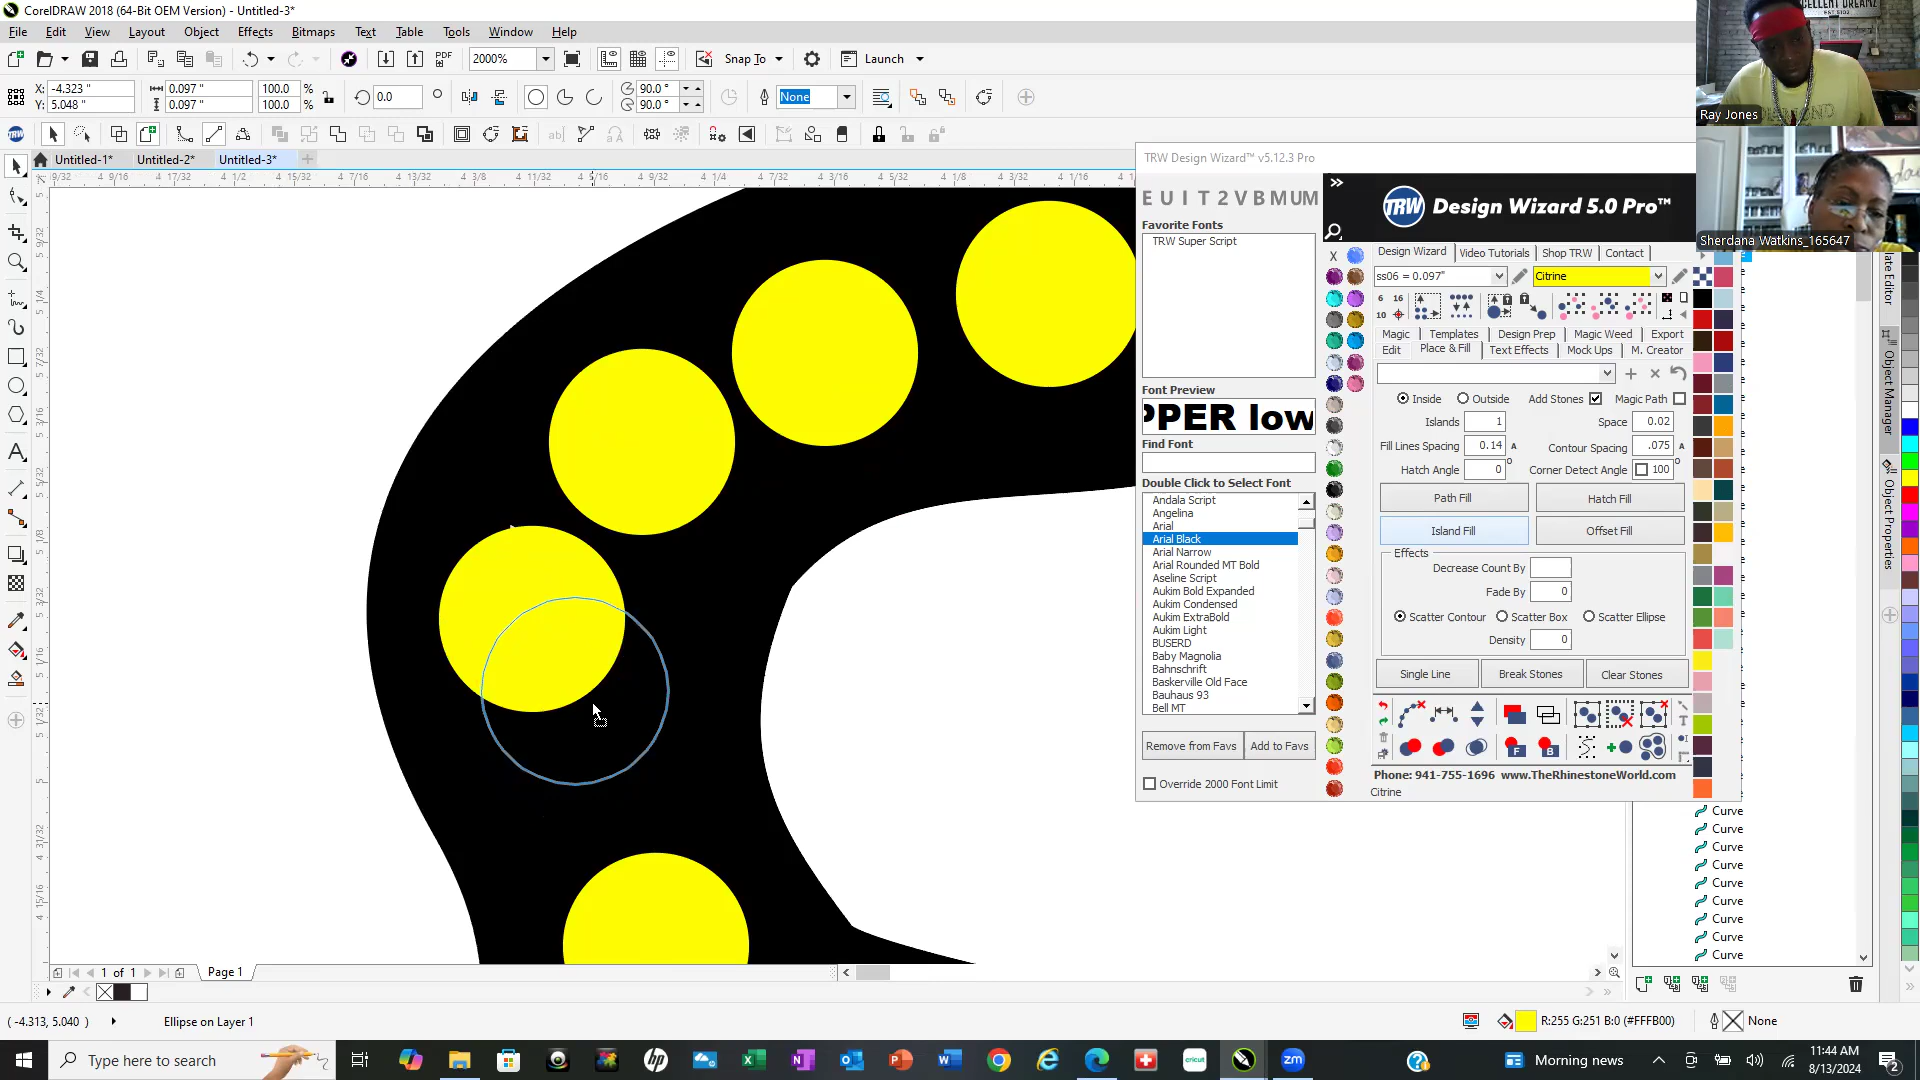 CorelDRAW 2018 (64-Bit OEM Version) - Untitled-3*
File Edit View Layout Object Effects Bitmaps Text Table Tools Window Help
2000% Snap To Launch
X: -4.323 "
Y: 5.048 "
0.097 "
0.097 "
100.0 %
100.0 %
0.0
90.0 °
90.0 °
None
Untitled-1* Untitled-2* Untitled-3*
TRW Design Wizard™ v5.12.3 Pro
E U I T 2 V B M UM
Favorite Fonts
TRW Super Script
Font Preview
PPER low
Find Font
Double Click to Select Font
Andala Script
Angelina
Arial
Arial Black
Arial Narrow
Arial Rounded MT Bold
Aseline Script
Aukim Bold Expanded
Aukim Condensed
Aukim ExtraBold
Aukim Light
BUSERD
Baby Magnolia
Bahnschrift
Baskerville Old Face
Bauhaus 93
Bell MT
Remove from Favs Add to Favs
Override 2000 Font Limit
TRW Design Wizard 5.0 Pro™
Design Wizard Video Tutorials Shop TRW Contact
ss06 = 0.097" Citrine
6 16
10
Magic Templates Design Prep Magic Weed Export
Edit Place & Fill Text Effects Mock Ups M. Creator
Inside Outside Add Stones Magic Path
Islands 1 Space 0.02
Fill Lines Spacing 0.14 A Contour Spacing .075 A
Hatch Angle 0 ° Corner Detect Angle 100 °
Path Fill Hatch Fill
Island Fill Offset Fill
Effects
Decrease Count By
Fade By 0
Scatter Contour Scatter Box Scatter Ellipse
Density 0
Single Line Break Stones Clear Stones
F B
Phone: 941-755-1696 www.TheRhinestoneWorld.com
Citrine
Ray Jones
Sherdana Watkins_165647
Object Manager
Object Properties
Curve
Curve
Curve
Curve
Curve
Curve
Curve
Curve
Curve
1 of 1 Page 1
( -4.313, 5.040 ) Ellipse on Layer 1
R:255 G:251 B:0 (#FFFB00) None
Type here to search
Morning news
11:44 AM
8/13/2024
2